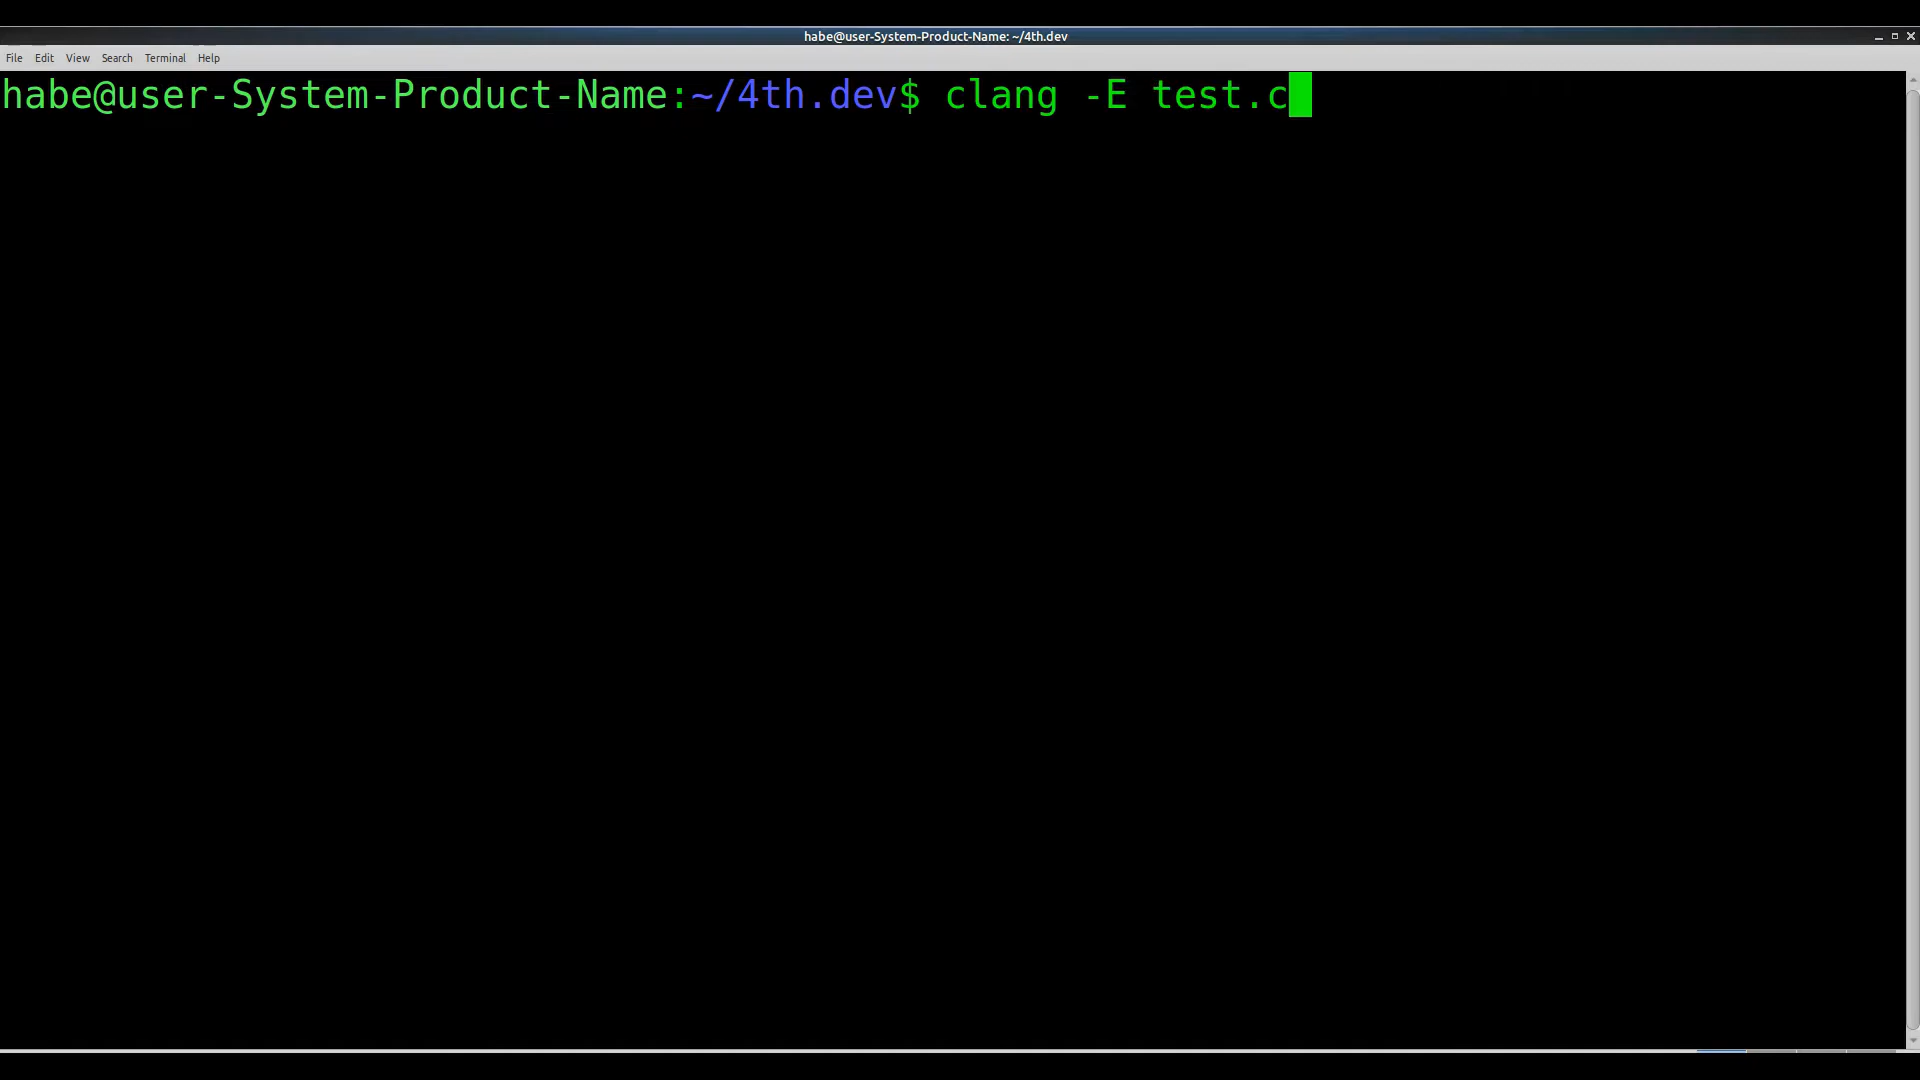 habe@user-System-Product-Name: ~/4th.dev
File Edit View Search Terminal Help
habe@user-System-Product-Name:~/4th.dev$ clang -E test.c